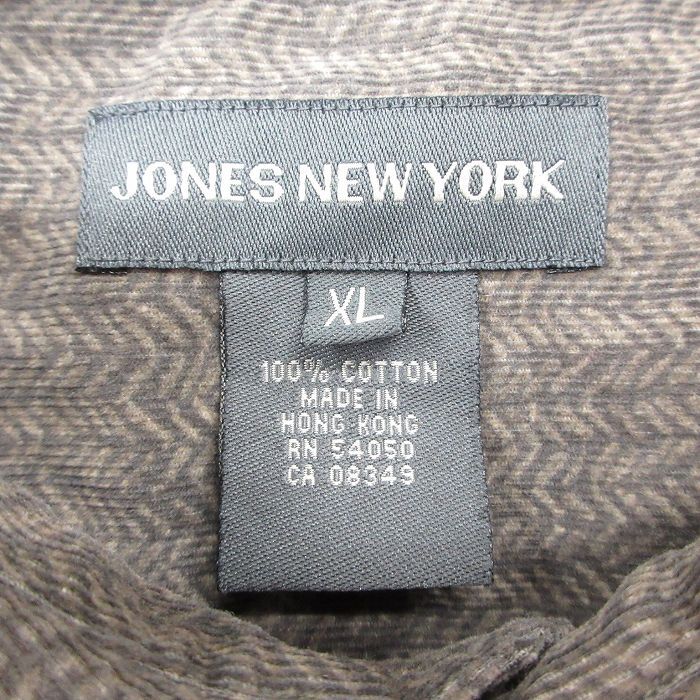 JONES NEW YORK
XL
100% COTTON
MADE IN
HONG KONG
RN 54050
CA 08349